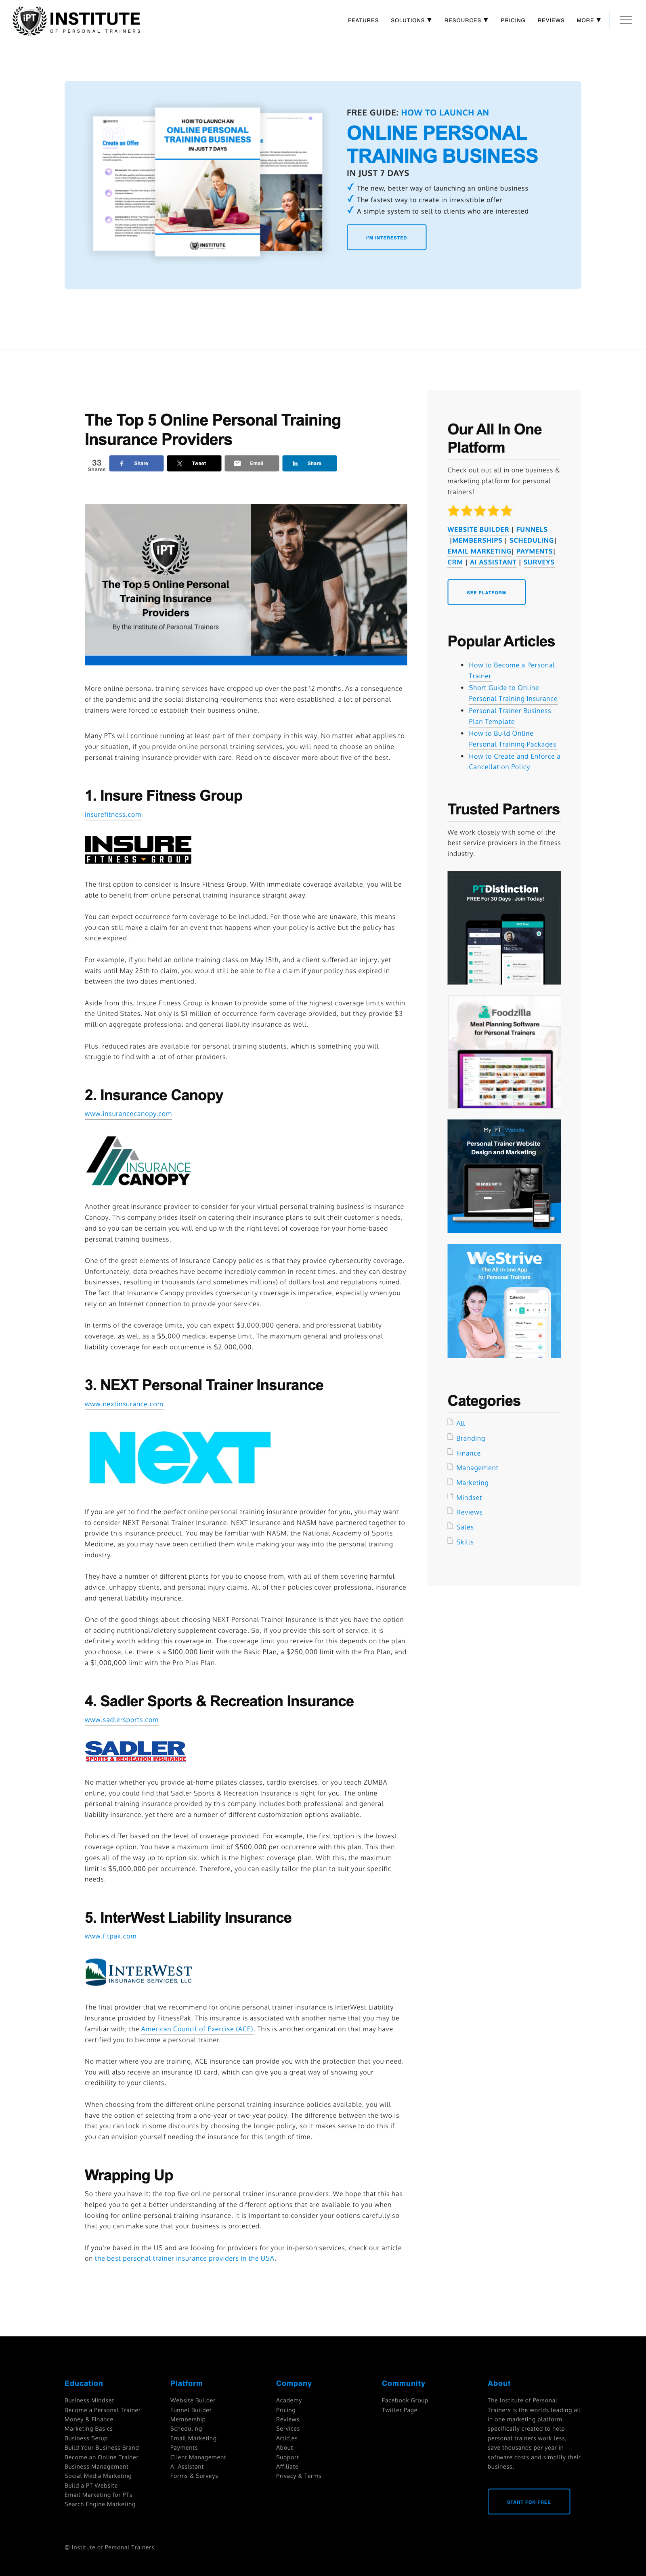 IPT INSTITUTE
OF PERSONAL TRAINERS
FEATURES SOLUTIONS ▼ RESOURCES ▼ PRICING REVIEWS MORE ▼
Create an Offer
HOW TO LAUNCH AN
ONLINE PERSONAL
TRAINING BUSINESS
IN JUST 7 DAYS
INSTITUTE
FREE GUIDE: HOW TO LAUNCH AN
ONLINE PERSONAL
TRAINING BUSINESS
IN JUST 7 DAYS
✓ The new, better way of launching an online business
✓ The fastest way to create in irresistible offer
✓ A simple system to sell to clients who are interested
I'M INTERESTED
The Top 5 Online Personal Training
Insurance Providers
33
Shares
Share
Tweet
Email
Share
IPT
The Top 5 Online Personal
Training Insurance
Providers
By the Institute of Personal Trainers
More online personal training services have cropped up over the past 12 months. As a consequence
of the pandemic and the social distancing requirements that were established, a lot of personal
trainers were forced to establish their business online.
Many PTs will continue running at least part of their company in this way. No matter what applies to
your situation, if you provide online personal training services, you will need to choose an online
personal training insurance provider with care. Read on to discover more about five of the best.
1. Insure Fitness Group
insurefitness.com
INSURE
FITNESS GROUP
The first option to consider is Insure Fitness Group. With immediate coverage available, you will be
able to benefit from online personal training insurance straight away.
You can expect occurrence form coverage to be included. For those who are unaware, this means
you can still make a claim for an event that happens when your policy is active but the policy has
since expired.
For example, if you held an online training class on May 15th, and a client suffered an injury, yet
waits until May 25th to claim, you would still be able to file a claim if your policy has expired in
between the two dates mentioned.
Aside from this, Insure Fitness Group is known to provide some of the highest coverage limits within
the United States. Not only is $1 million of occurrence-form coverage provided, but they provide $3
million aggregate professional and general liability insurance as well.
Plus, reduced rates are available for personal training students, which is something you will
struggle to find with a lot of other providers.
2. Insurance Canopy
www.insurancecanopy.com
INSURANCE
CANOPY
Another great insurance provider to consider for your virtual personal training business is Insurance
Canopy. This company prides itself on catering their insurance plans to suit their customer's needs,
and so you can be certain you will end up with the right level of coverage for your home-based
personal training business.
One of the great elements of Insurance Canopy policies is that they provide cybersecurity coverage.
Unfortunately, data breaches have become incredibly common in recent times, and they can destroy
businesses, resulting in thousands (and sometimes millions) of dollars lost and reputations ruined.
The fact that Insurance Canopy provides cybersecurity coverage is imperative, especially when you
rely on an Internet connection to provide your services.
In terms of the coverage limits, you can expect $3,000,000 general and professional liability
coverage, as well as a $5,000 medical expense limit. The maximum general and professional
liability coverage for each occurrence is $2,000,000.
3. NEXT Personal Trainer Insurance
www.nextinsurance.com
NEXT
If you are yet to find the perfect online personal training insurance provider for you, you may want
to consider NEXT Personal Trainer Insurance. NEXT Insurance and NASM have partnered together to
provide this insurance product. You may be familiar with NASM, the National Academy of Sports
Medicine, as you may have been certified by them while making your way into the personal training
industry.
They have a number of different plans for you to choose from, with all of them covering harmful
advice, unhappy clients, and personal injury claims. All of their policies cover professional insurance
and general liability insurance.
One of the good things about choosing NEXT Personal Trainer Insurance is that you have the option
of adding nutritional/dietary supplement coverage. So, if you provide this sort of service, it is
definitely worth adding this coverage in. The coverage limit you receive for this depends on the plan
you choose, i.e. there is a $100,000 limit with the Basic Plan, a $250,000 limit with the Pro Plan, and
a $1,000,000 limit with the Pro Plus Plan.
4. Sadler Sports & Recreation Insurance
www.sadlersports.com
SADLER
SPORTS & RECREATION INSURANCE
No matter whether you provide at-home pilates classes, cardio exercises, or you teach ZUMBA
online, you could find that Sadler Sports & Recreation Insurance is right for you. The online
personal training insurance provided by this company includes both professional and general
liability insurance, yet there are a number of different customization options available.
Policies differ based on the level of coverage provided. For example, the first option is the lowest
coverage option. You have a maximum limit of $500,000 per occurrence with this plan. This then
goes all of the way up to option six, which is the highest coverage plan. With this, the maximum
limit is $5,000,000 per occurrence. Therefore, you can easily tailor the plan to suit your specific
needs.
5. InterWest Liability Insurance
www.fitpak.com
INTERWEST
INSURANCE SERVICES, LLC
The final provider that we recommend for online personal trainer insurance is InterWest Liability
Insurance provided by FitnessPak. This insurance is associated with another name that you may be
familiar with; the American Council of Exercise (ACE). This is another organization that may have
certified you to become a personal trainer.
No matter where you are training, ACE insurance can provide you with the protection that you need.
You will also receive an insurance ID card, which can give you a great way of showing your
credibility to your clients.
When choosing from the different online personal training insurance policies available, you will
have the option of selecting from a one-year or two-year policy. The difference between the two is
that you can lock in some discounts by choosing the longer policy, so it makes sense to do this if
you can envision yourself needing the insurance for this length of time.
Wrapping Up
So there you have it: the top five online personal trainer insurance providers. We hope that this has
helped you to get a better understanding of the different options that are available to you when
looking for online personal training insurance. It is important to consider your options carefully so
that you can make sure that your business is protected.
If you're based in the US and are looking for providers for your in-person services, check our article
on the best personal trainer insurance providers in the USA.
Our All In One
Platform
Check out out all in one business &
marketing platform for personal
trainers!
WEBSITE BUILDER | FUNNELS
|MEMBERSHIPS | SCHEDULING|
EMAIL MARKETING| PAYMENTS|
CRM | AI ASSISTANT | SURVEYS
SEE PLATFORM
Popular Articles
How to Become a Personal
Trainer
Short Guide to Online
Personal Training Insurance
Personal Trainer Business
Plan Template
How to Build Online
Personal Training Packages
How to Create and Enforce a
Cancellation Policy
Trusted Partners
We work closely with some of the
best service providers in the fitness
industry.
PTDistinction
FREE For 30 Days - Join Today!
Foodzilla
Meal Planning Software
for Personal Trainers
My PT Website
Personal Trainer Website
Design and Marketing
WeStrive
The All-in-One App
for Personal Trainers
Calendar
Categories
All
Branding
Finance
Management
Marketing
Mindset
Reviews
Sales
Skills
Education
Business Mindset
Become a Personal Trainer
Money & Finance
Marketing Basics
Business Setup
Build Your Business Brand
Become an Online Trainer
Business Management
Social Media Marketing
Build a PT Website
Email Marketing for PTs
Search Engine Marketing
Platform
Website Builder
Funnel Builder
Membership
Scheduling
Email Marketing
Payments
Client Management
AI Assistant
Forms & Surveys
Company
Academy
Pricing
Reviews
Services
Articles
About
Support
Affiliate
Privacy & Terms
Community
Facebook Group
Twitter Page
About
The Institute of Personal
Trainers is the worlds leading all
in one marketing platform
specifically created to help
personal trainers work less,
save thousands per year in
software costs and simplify their
business.
START FOR FREE
© Institute of Personal Trainers